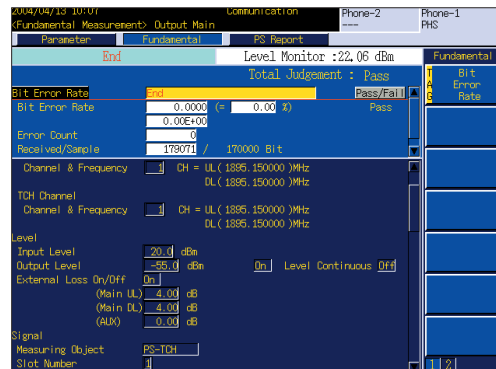 2004/04/13 10:07 Communication Phone-2 Phone-1
<Fundamental Measurement> Output Main --- PHS
Parameter Fundamental PS Report
End Level Monitor :22.06 dBm Fundamental
Total Judgement : Pass
TAG Bit Error Rate
Bit Error Rate End Pass/Fail
Bit Error Rate 0.0000 (= 0.00 %) Pass
0.00E+00
Error Count 0
Received/Sample 179071 / 170000 Bit
Channel & Frequency 1 CH = UL( 1895.150000 )MHz
DL( 1895.150000 )MHz
TCH Channel
Channel & Frequency 1 CH = UL( 1895.150000 )MHz
DL( 1895.150000 )MHz
Level
Input Level 20.0 dBm
Output Level -55.0 dBm On Level Continuous Off
External Loss On/Off On
(Main UL) 4.00 dB
(Main DL) 4.00 dB
(AUX) 0.00 dB
Signal
Measuring Object PS-TCH
Slot Number 1
1 2